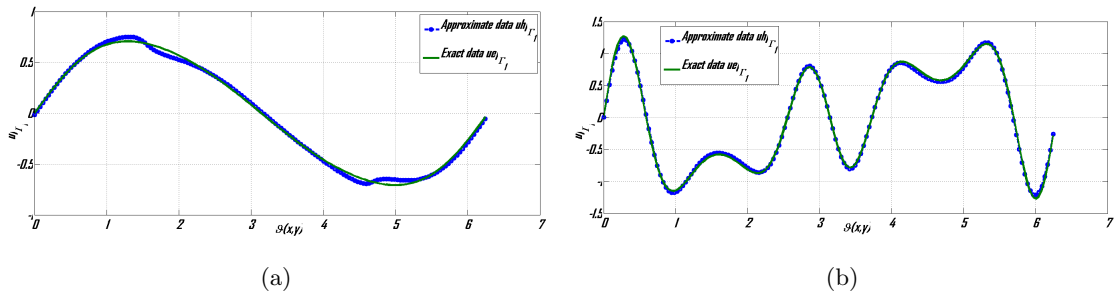 1
0.5
0
-0.5
-1
0 1 2 3 4 5 6 7
ϑ(x,y)
Approximate data uh|Γf
Exact data ue|Γf
(a)
1.5
1
0.5
0
-0.5
-1
-1.5
0 1 2 3 4 5 6 7
ϑ(x,y)
Approximate data uh|Γf
Exact data ue|Γf
(b)